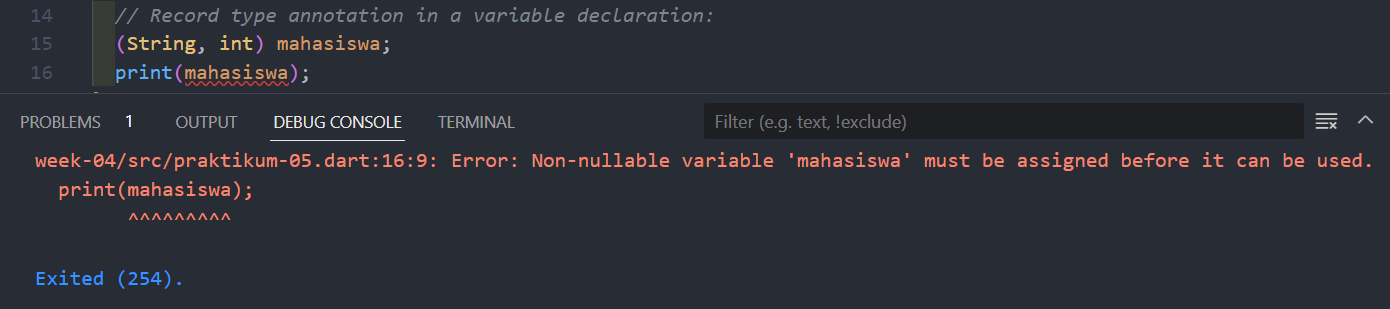 14 // Record type annotation in a variable declaration:
15 (String, int) mahasiswa;
16 print(mahasiswa);
PROBLEMS 1 OUTPUT DEBUG CONSOLE TERMINAL Filter (e.g. text, !exclude)
week-04/src/praktikum-05.dart:16:9: Error: Non-nullable variable 'mahasiswa' must be assigned before it can be used.
print(mahasiswa);
^^^^^^^^^
Exited (254).